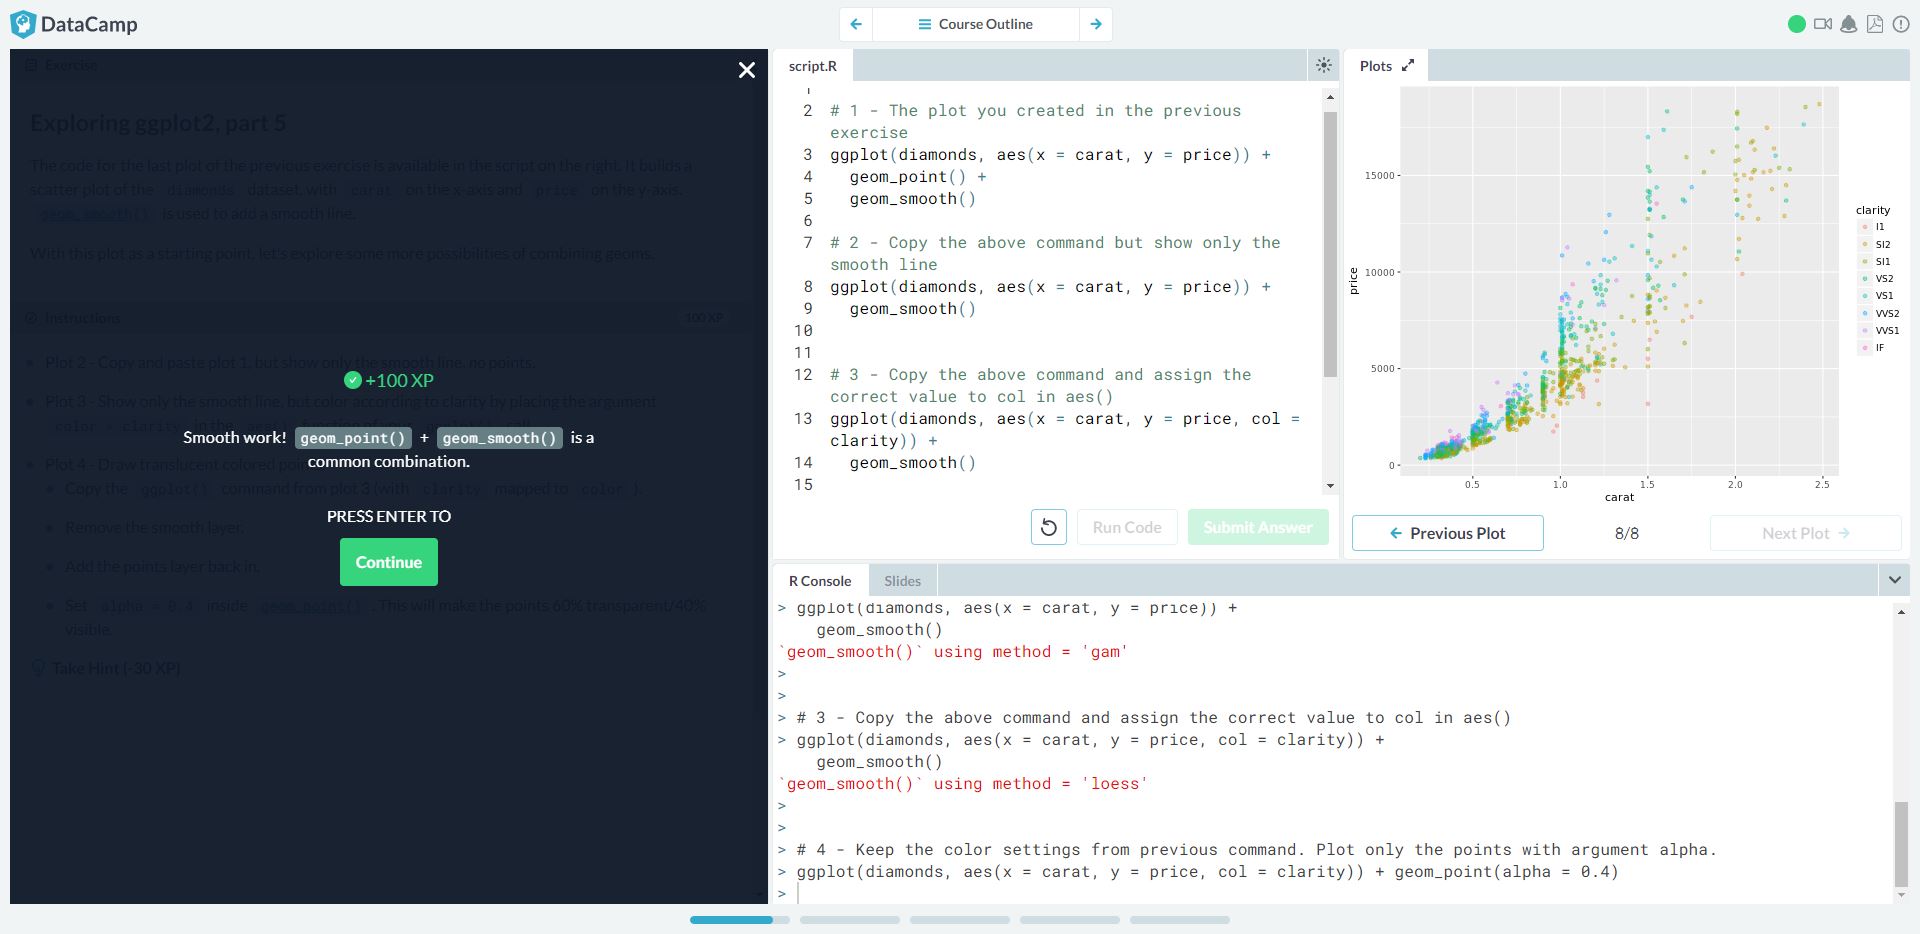 DataCamp
Course Outline
Exercise
Exploring ggplot2, part 5
The code for the last plot of the previous exercise is available in the script on the right. It builds a
scatter plot of the diamonds dataset, with carat on the x-axis and price on the y-axis.
geom_smooth() is used to add a smooth line.
With this plot as a starting point, let's explore some more possibilities of combining geoms.
Instructions
100 XP
Plot 2 - Copy and paste plot 1, but show only the smooth line, no points.
+100 XP
Plot 3 - Show only the smooth line, but color according to clarity by placing the argument
color = clarity in the aes() function of your ggplot() call.
Smooth work! geom_point() + geom_smooth() is a
common combination.
Plot 4 - Draw translucent colored points
Copy the ggplot() command from plot 3 (with clarity mapped to color).
PRESS ENTER TO
Remove the smooth layer.
Continue
Add the points layer back in.
Set alpha = 0.4 inside geom_point(). This will make the points 60% transparent/40%
visible.
Take Hint (-30 XP)
script.R
1
2 # 1 - The plot you created in the previous
exercise
3 ggplot(diamonds, aes(x = carat, y = price)) +
4 geom_point() +
5 geom_smooth()
6
7 # 2 - Copy the above command but show only the
smooth line
8 ggplot(diamonds, aes(x = carat, y = price)) +
9 geom_smooth()
10
11
12 # 3 - Copy the above command and assign the
correct value to col in aes()
13 ggplot(diamonds, aes(x = carat, y = price, col =
clarity)) +
14 geom_smooth()
15
Run Code
Submit Answer
Plots
15000
10000
5000
0
price
0.5 1.0 1.5 2.0 2.5
carat
clarity
I1
SI2
SI1
VS2
VS1
VVS2
VVS1
IF
Previous Plot
8/8
Next Plot
R Console
Slides
> ggplot(diamonds, aes(x = carat, y = price)) +
geom_smooth()
`geom_smooth()` using method = 'gam'
>
>
> # 3 - Copy the above command and assign the correct value to col in aes()
> ggplot(diamonds, aes(x = carat, y = price, col = clarity)) +
geom_smooth()
`geom_smooth()` using method = 'loess'
>
>
> # 4 - Keep the color settings from previous command. Plot only the points with argument alpha.
> ggplot(diamonds, aes(x = carat, y = price, col = clarity)) + geom_point(alpha = 0.4)
>